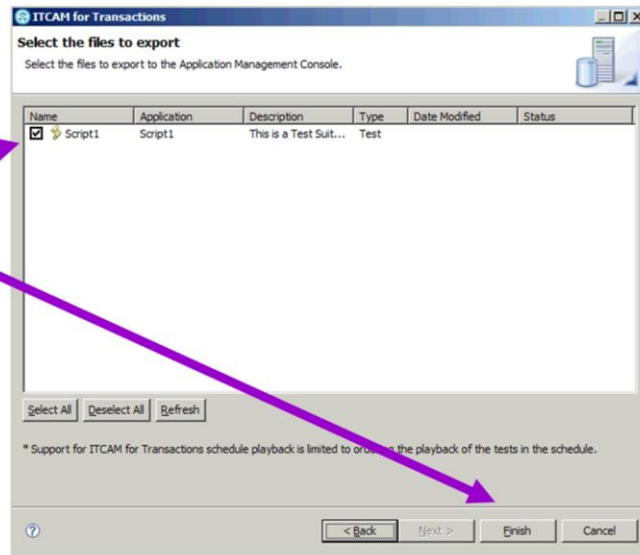 ITCAM for Transactions
Select the files to export
Select the files to export to the Application Management Console.
Name Application Description Type Date Modified Status
Script1 Script1 This is a Test Suit... Test
Select All Deselect All Refresh
* Support for ITCAM for Transactions schedule playback is limited to ordering the playback of the tests in the schedule.
? < Back Next > Finish Cancel